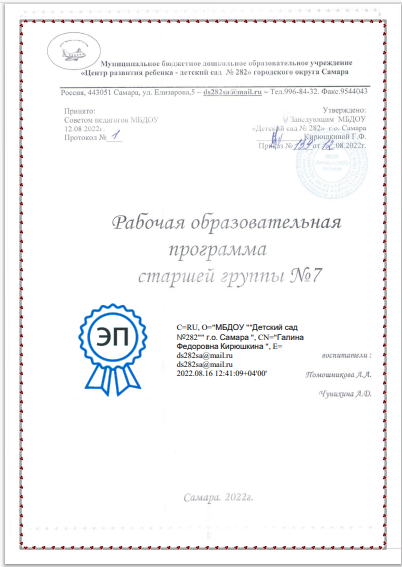 Муниципальное бюджетное дошкольное образовательное учреждение
«Центр развития ребенка - детский сад № 282» городского округа Самара
Россия, 443051 Самара, ул. Елизарова,5 – ds282sa@mail.ru – Тел.996-84-32. Факс.9544043
Принято:
Советом педагогов МБДОУ
12.08 2022г.
Протокол № 1
Утверждено:
Заведующим МБДОУ
«Детский сад № 282» г.о. Самара
Кирюшкиной Г.Ф.
Приказ № от 12.08.2022г.
Рабочая образовательная
программа
старшей группы №7
ЭП
C=RU, O="МБДОУ ""Детский сад
№282"" г.о. Самара ", CN="Галина
Федоровна Кирюшкина ", E=
ds282sa@mail.ru
ds282sa@mail.ru
2022.08.16 12:41:09+04'00'
воспитатели :
Помошникова А.А.
Чунихина А.Д.
Самара. 2022г.